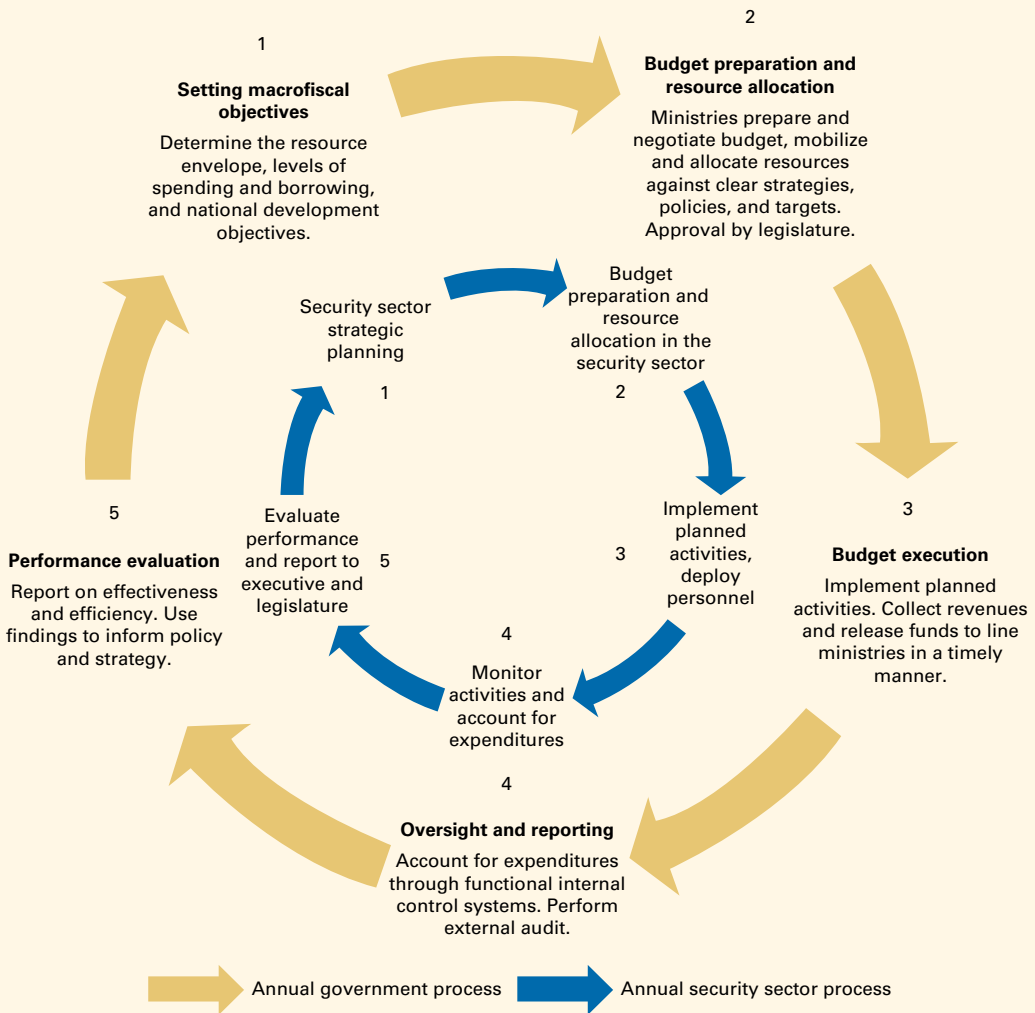 1
Setting macrofiscal
objectives
Determine the resource
envelope, levels of
spending and borrowing,
and national development
objectives.
2
Budget preparation and
resource allocation
Ministries prepare and
negotiate budget, mobilize
and allocate resources
against clear strategies,
policies, and targets.
Approval by legislature.
Security sector
strategic
planning
1
Budget
preparation and
resource
allocation in the
security sector
2
Implement
planned
activities,
deploy
personnel
3
4
Monitor
activities and
account for
expenditures
Evaluate
performance
and report to
executive and
legislature
5
3
Budget execution
Implement planned
activities. Collect revenues
and release funds to line
ministries in a timely
manner.
4
Oversight and reporting
Account for expenditures
through functional internal
control systems. Perform
external audit.
5
Performance evaluation
Report on effectiveness
and efficiency. Use
findings to inform policy
and strategy.
Annual government process
Annual security sector process